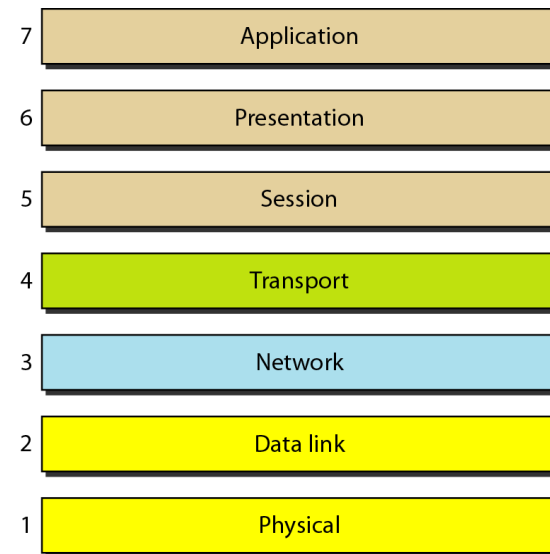 7 Application
6 Presentation
5 Session
4 Transport
3 Network
2 Data link
1 Physical